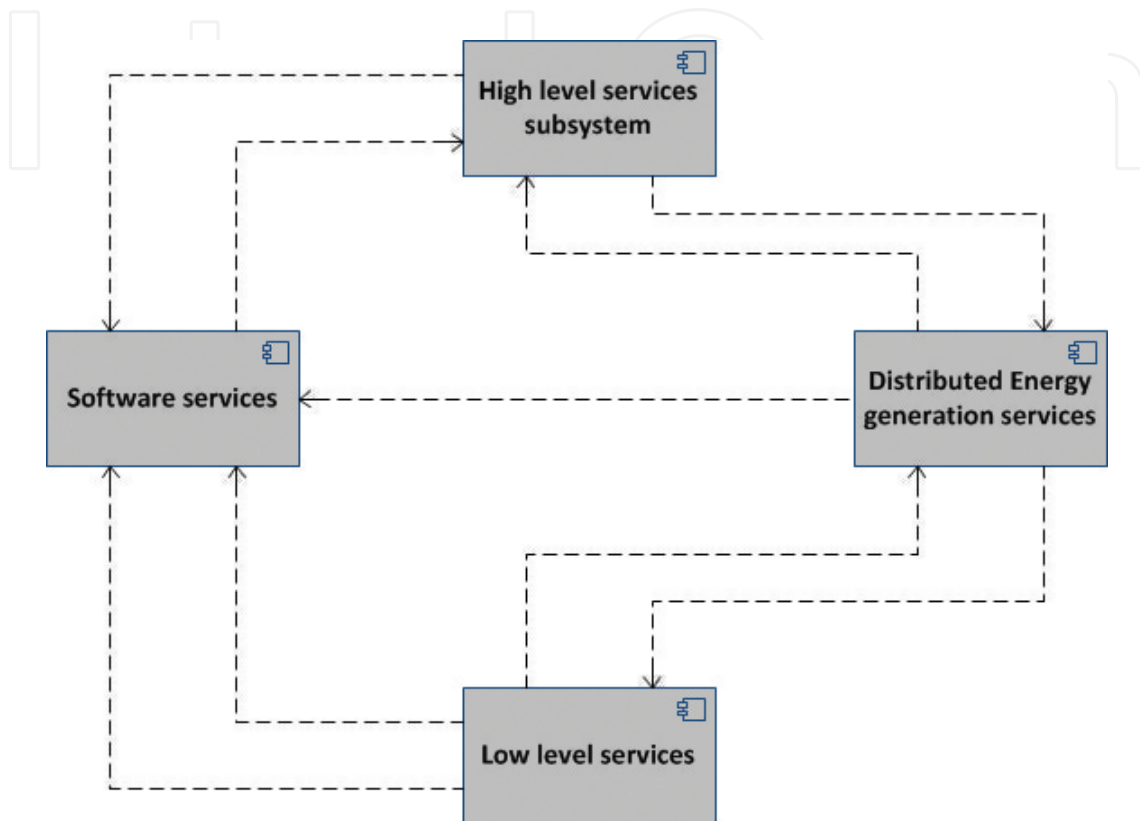 High level services
subsystem
Software services
Distributed Energy
generation services
Low level services